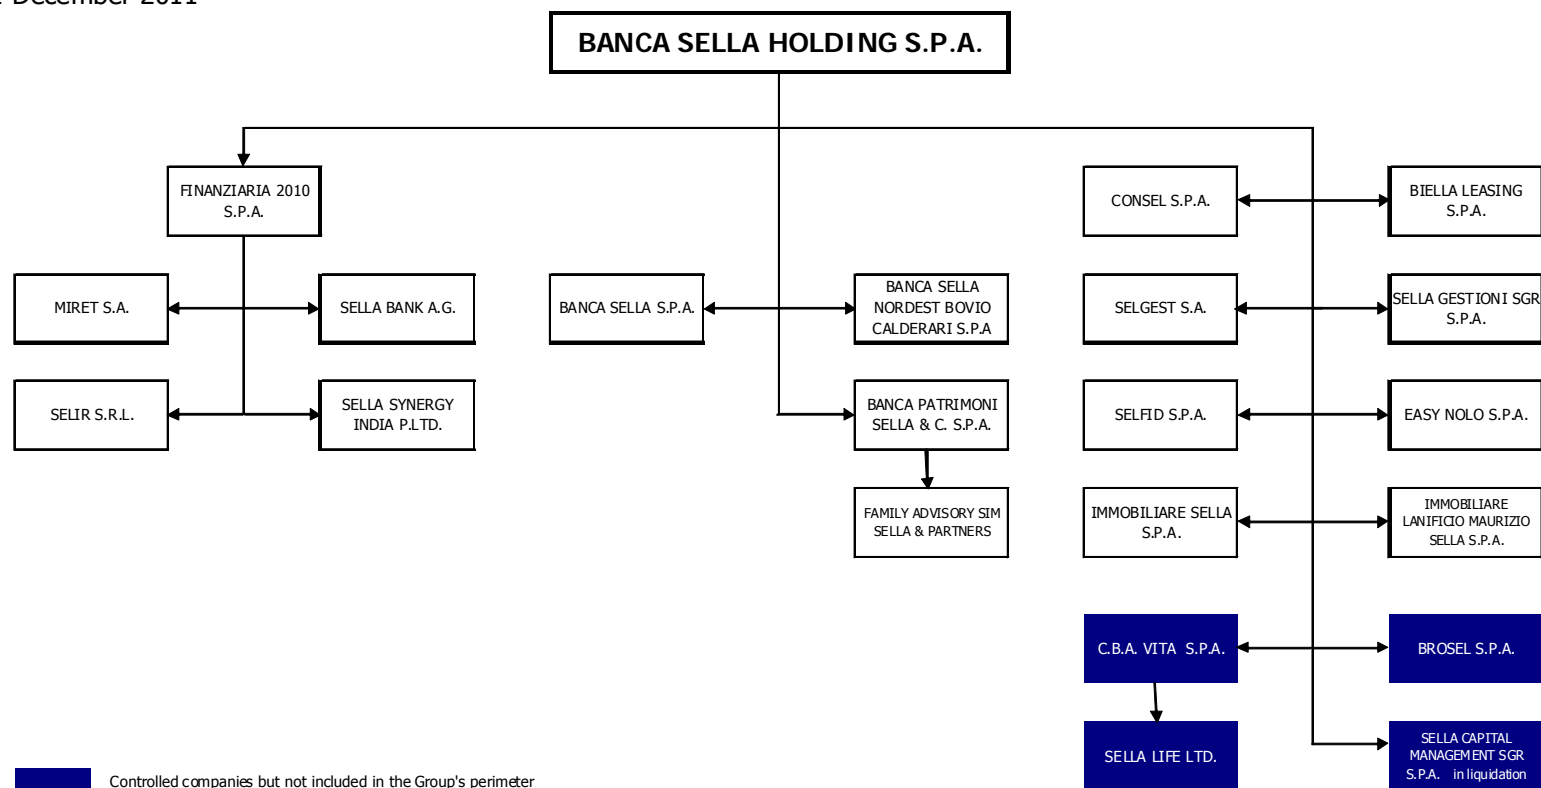 December 2011
BANCA SELLA HOLDING S.P.A.
FINANZIARIA 2010
S.P.A.
CONSEL S.P.A.
BIELLA LEASING
S.P.A.
MIRET S.A.
SELLA BANK A.G.
BANCA SELLA S.P.A.
BANCA SELLA
NORDEST BOVIO
CALDERARI S.P.A
SELGEST S.A.
SELLA GESTIONI SGR
S.P.A.
SELIR S.R.L.
SELLA SYNERGY
INDIA P.LTD.
BANCA PATRIMONI
SELLA & C. S.P.A.
SELFID S.P.A.
EASY NOLO S.P.A.
FAMILY ADVISORY SIM
SELLA & PARTNERS
IMMOBILIARE SELLA
S.P.A.
IMMOBILIARE
LANIFICIO MAURIZIO
SELLA S.P.A.
C.B.A. VITA S.P.A.
BROSEL S.P.A.
SELLA LIFE LTD.
SELLA CAPITAL
MANAGEMENT SGR
S.P.A. in liquidation
Controlled companies but not included in the Group's perimeter